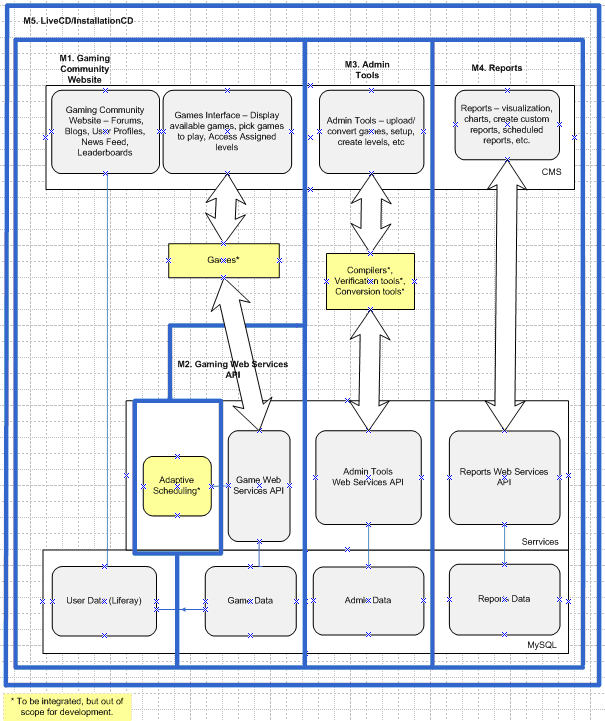 M5. LiveCD/InstallationCD
M1. Gaming
Community
Website
M3. Admin
Tools
M4. Reports
Gaming Community
Website – Forums,
Blogs, User Profiles,
News Feed,
Leaderboards
Games Interface – Display
available games, pick games
to play, Access Assigned
levels
Admin Tools – upload/
convert games, setup,
create levels, etc
Reports – visualization,
charts, create custom
reports, scheduled
reports, etc.
CMS
Games*
Compilers*,
Verification tools*,
Conversion tools*
M2. Gaming Web Services
API
Adaptive
Scheduling*
Game Web
Services API
Admin Tools
Web Services API
Reports Web Services
API
Serrvices
User Data (Liferay)
Game Data
Admin Data
Reports Data
MySQL
* To be integrated, but out of
scope for development.